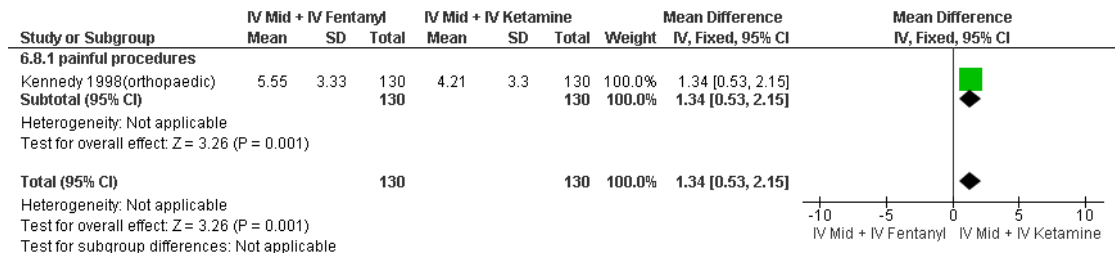 IV Mid + IV Fentanyl IV Mid + IV Ketamine Mean Difference Mean Difference
Study or Subgroup Mean SD Total Mean SD Total Weight IV, Fixed, 95% CI IV, Fixed, 95% CI
6.8.1 painful procedures
Kennedy 1998(orthopaedic) 5.55 3.33 130 4.21 3.3 130 100.0% 1.34 [0.53, 2.15]
Subtotal (95% CI) 130 130 100.0% 1.34 [0.53, 2.15]
Heterogeneity: Not applicable
Test for overall effect: Z = 3.26 (P = 0.001)
Total (95% CI) 130 130 100.0% 1.34 [0.53, 2.15]
Heterogeneity: Not applicable
-10 -5 0 5 10
Test for overall effect: Z = 3.26 (P = 0.001)
IV Mid + IV Fentanyl IV Mid + IV Ketamine
Test for subgroup differences: Not applicable